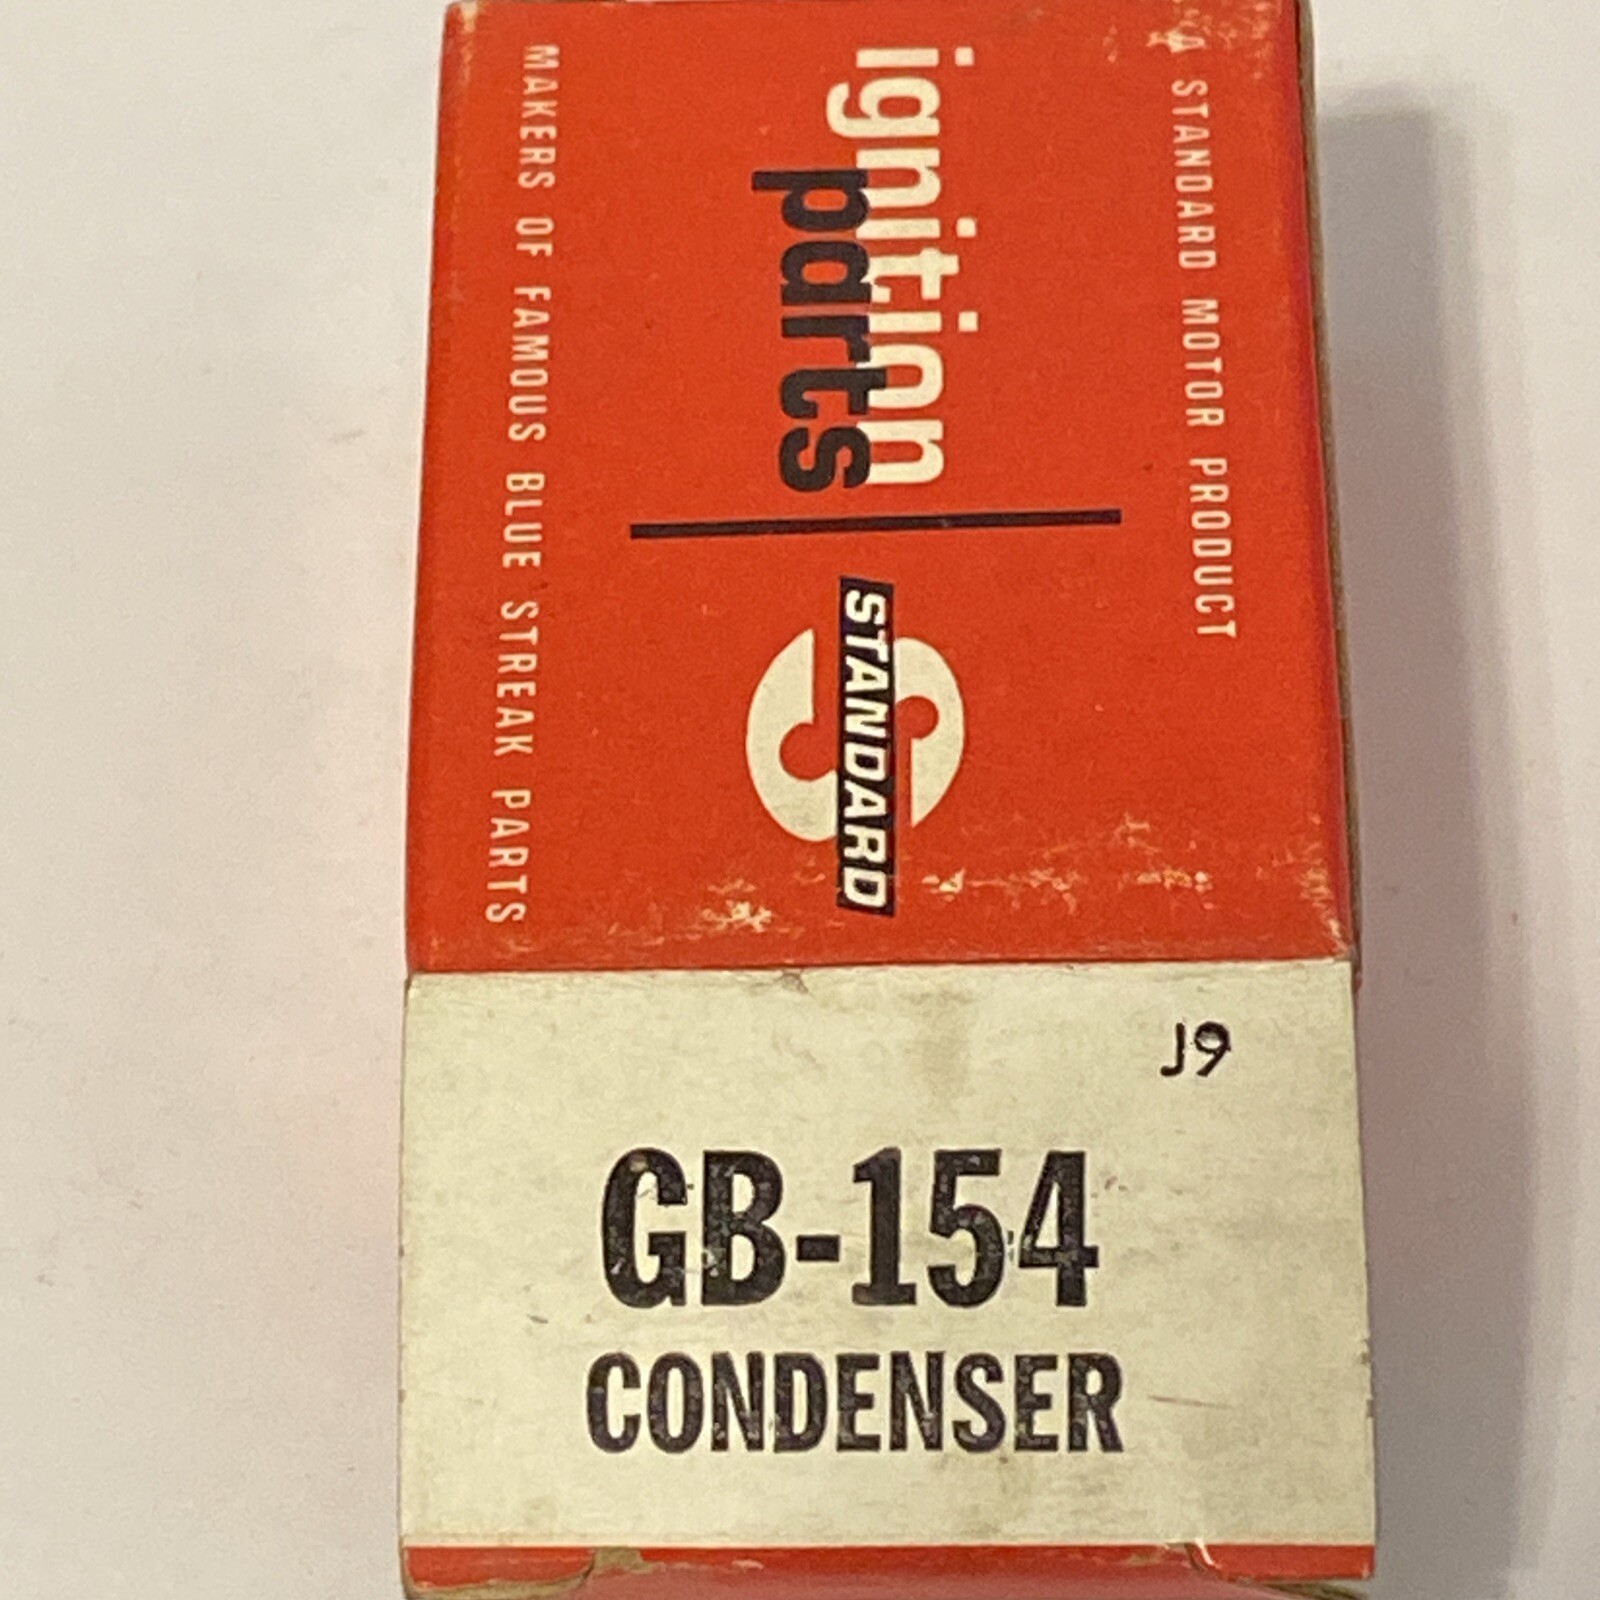 A STANDARD MOTOR PRODUCT
ignition
parts
STANDARD
MAKERS OF FAMOUS BLUE STREAK PARTS
J9
GB-154
CONDENSER